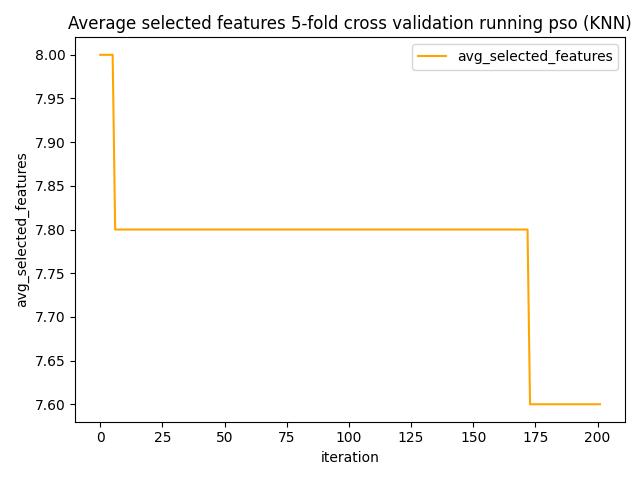 Average selected features 5-fold cross validation running pso (KNN)
avg_selected_features
8.00
7.95
7.90
7.85
7.80
7.75
7.70
7.65
7.60
avg_selected_features
0 25 50 75 100 125 150 175 200
iteration